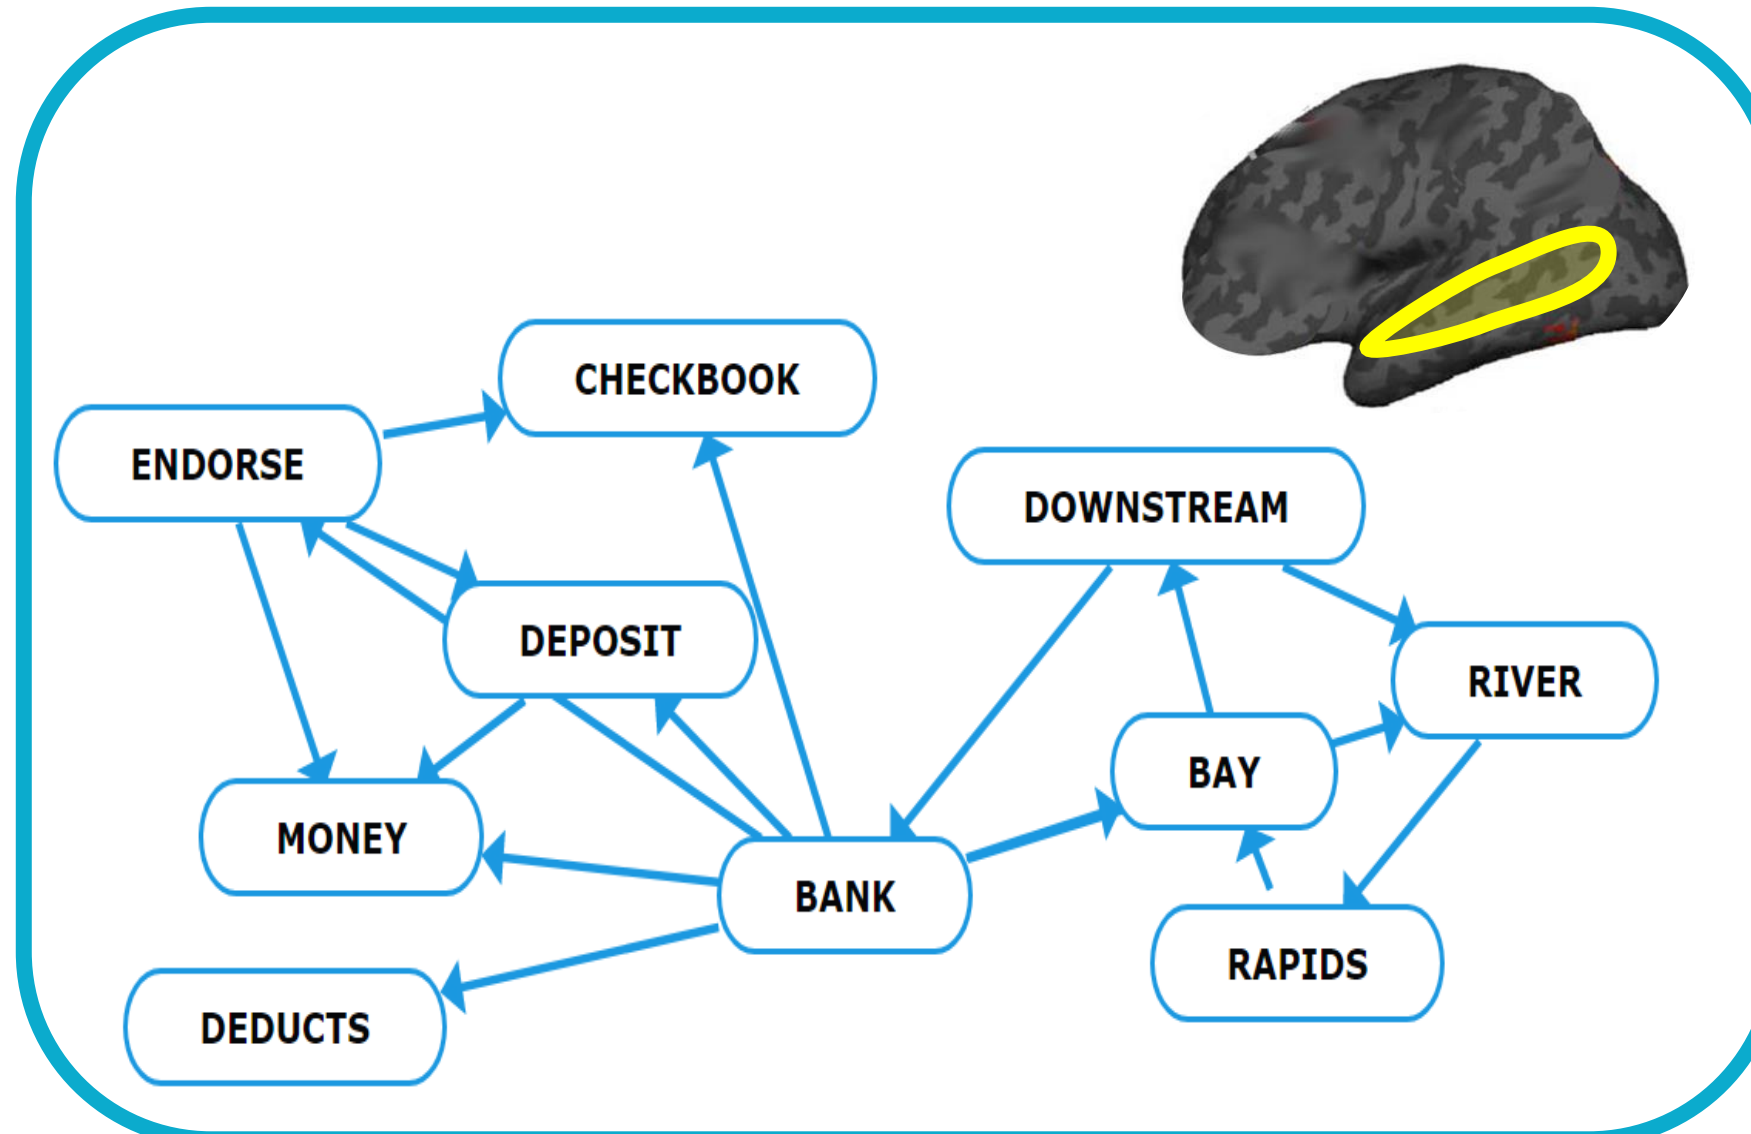 CHECKBOOK
ENDORSE
DOWNSTREAM
DEPOSIT
RIVER
BAY
MONEY
BANK
RAPIDS
DEDUCTS